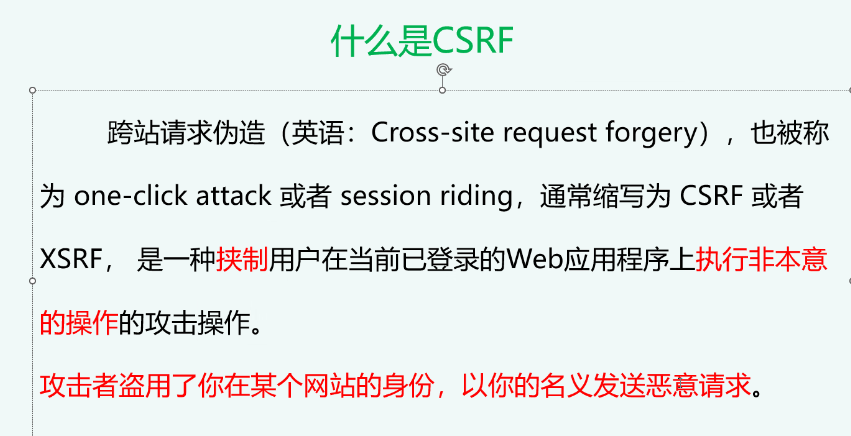 什么是CSRF
跨站请求伪造（英语：Cross-site request forgery），也被称
为 one-click attack 或者 session riding，通常缩写为 CSRF 或者
XSRF， 是一种挟制用户在当前已登录的Web应用程序上执行非本意
的操作的攻击操作。
攻击者盗用了你在某个网站的身份，以你的名义发送恶意请求。